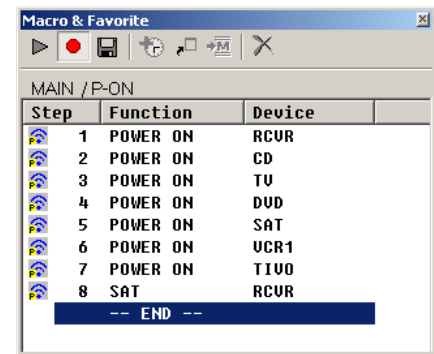 Macro & Favorite
MAIN / P-ON
Step Function Device
1 POWER ON RCVR
2 CD POWER ON
3 POWER ON TV
4 POWER ON DVD
5 POWER ON SAT
6 POWER ON VCR1
7 POWER ON TIVO
8 SAT RCVR
-- END --